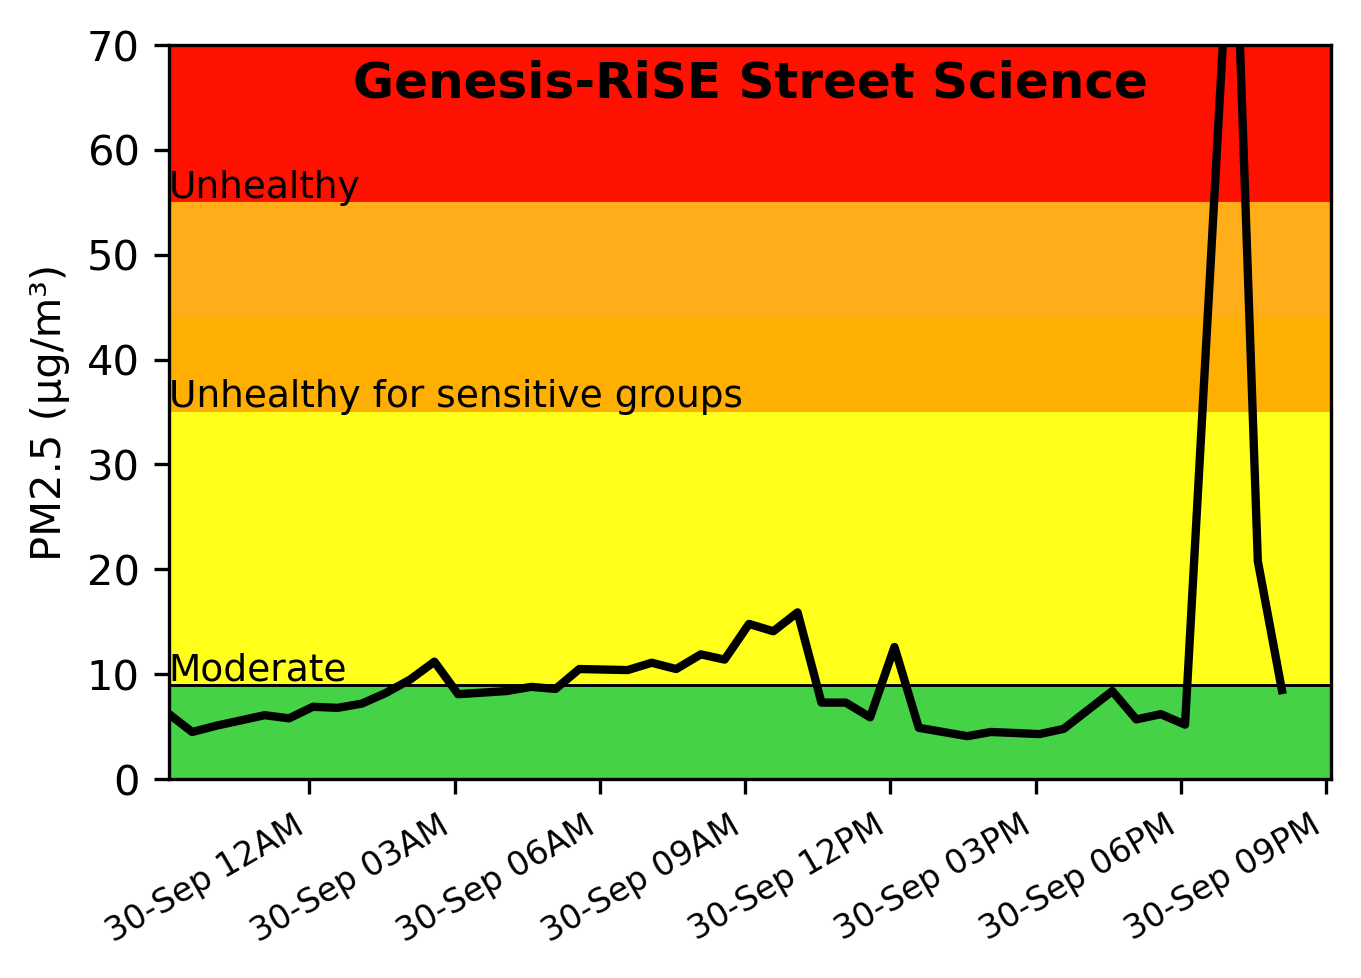 Genesis-RiSE Street Science
70
60
50
40
30
20
10
0
PM2.5 (µg/m³)
Unhealthy
Unhealthy for sensitive groups
Moderate
30-Sep 12AM
30-Sep 03AM
30-Sep 06AM
30-Sep 09AM
30-Sep 12PM
30-Sep 03PM
30-Sep 06PM
30-Sep 09PM